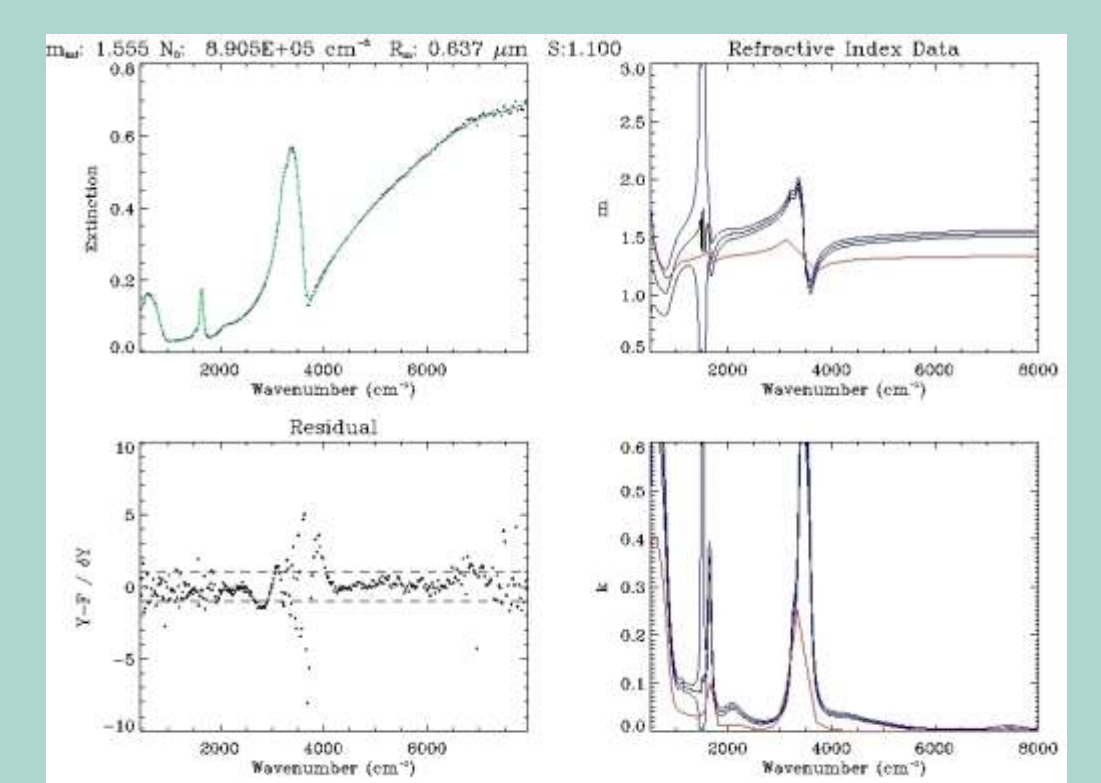 1.555 N₀: 8.905E+05 cm⁻³ 0.637 μm S:1.100
Refractive Index Data
0.8
0.6
0.4
0.2
0.0
Extinction
2000 4000 6000
Wavenumber (cm⁻¹)
3.0
2.5
2.0
1.5
1.0
0.5
m
2000 4000 6000 8000
Wavenumber (cm⁻¹)
Residual
10
5
0
−5
−10
Y−F / δY
2000 4000 6000
Wavenumber (cm⁻¹)
0.6
0.5
0.4
0.3
0.2
0.1
0.0
k
2000 4000 6000 8000
Wavenumber (cm⁻¹)